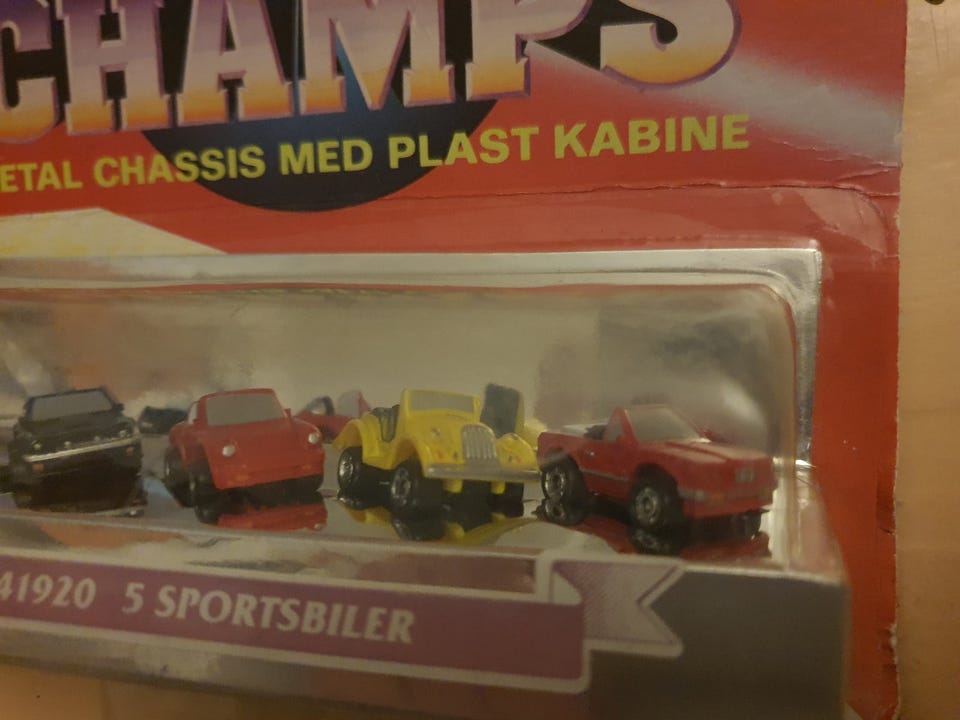 CHAMPS
ETAL CHASSIS MED PLAST KABINE
41920 5 SPORTSBILER